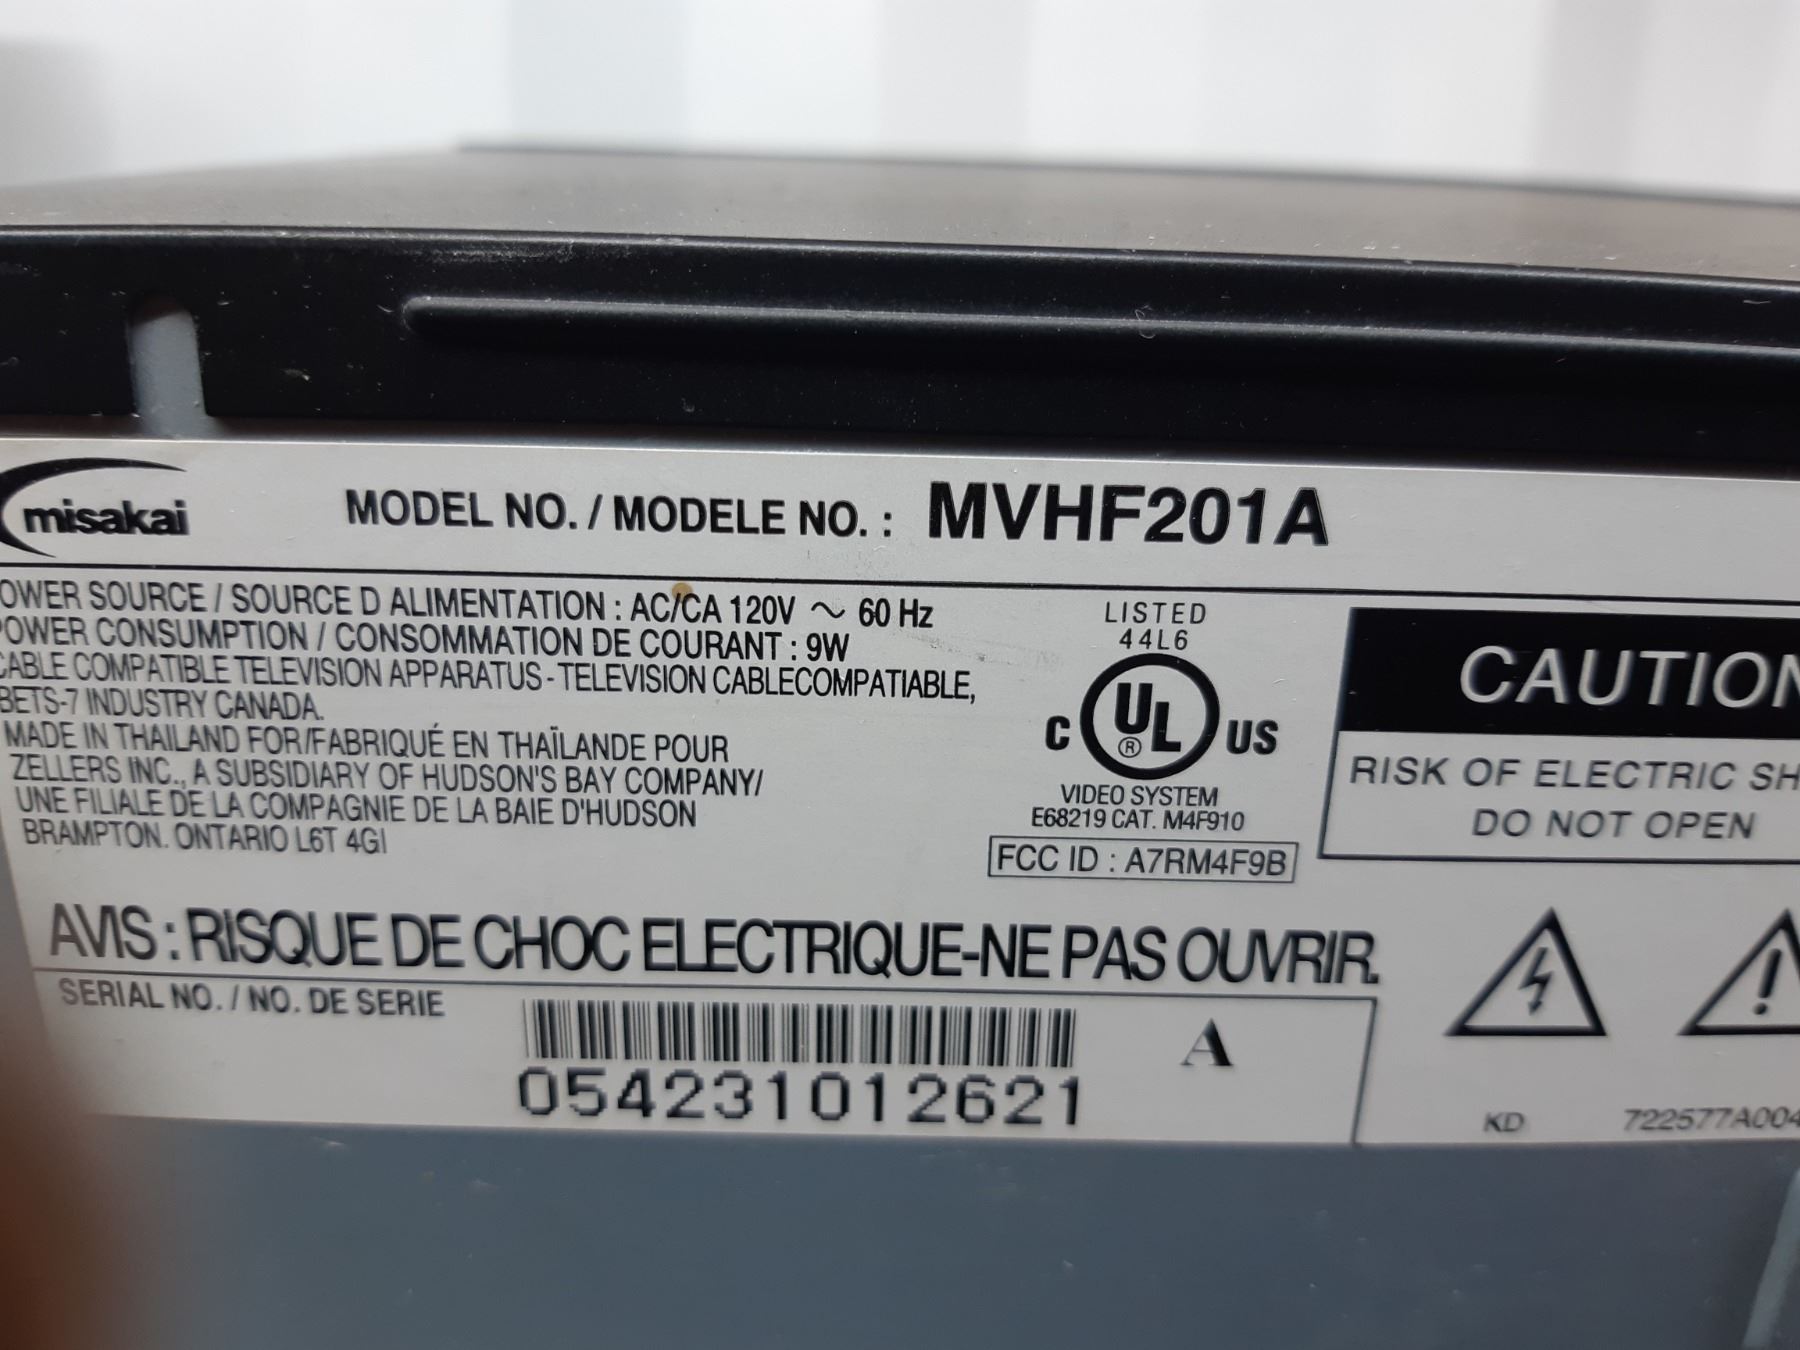 misakai
MODEL NO. / MODELE NO. : MVHF201A
OWER SOURCE / SOURCE D ALIMENTATION : AC/CA 120V ~ 60 Hz
POWER CONSUMPTION / CONSOMMATION DE COURANT : 9W
CABLE COMPATIBLE TELEVISION APPARATUS - TELEVISION CABLECOMPATIABLE,
BETS-7 INDUSTRY CANADA.
MADE IN THAILAND FOR/FABRIQUÉ EN THAÏLANDE POUR
ZELLERS INC., A SUBSIDIARY OF HUDSON'S BAY COMPANY/
UNE FILIALE DE LA COMPAGNIE DE LA BAIE D'HUDSON
BRAMPTON. ONTARIO L6T 4GI
LISTED
44L6
C UL ® US
VIDEO SYSTEM
E68219 CAT. M4F910
FCC ID : A7RM4F9B
CAUTION
RISK OF ELECTRIC SH
DO NOT OPEN
AVIS : RISQUE DE CHOC ELECTRIQUE-NE PAS OUVRIR.
SERIAL NO. / NO. DE SERIE
054231012621
A
KD 722577A004